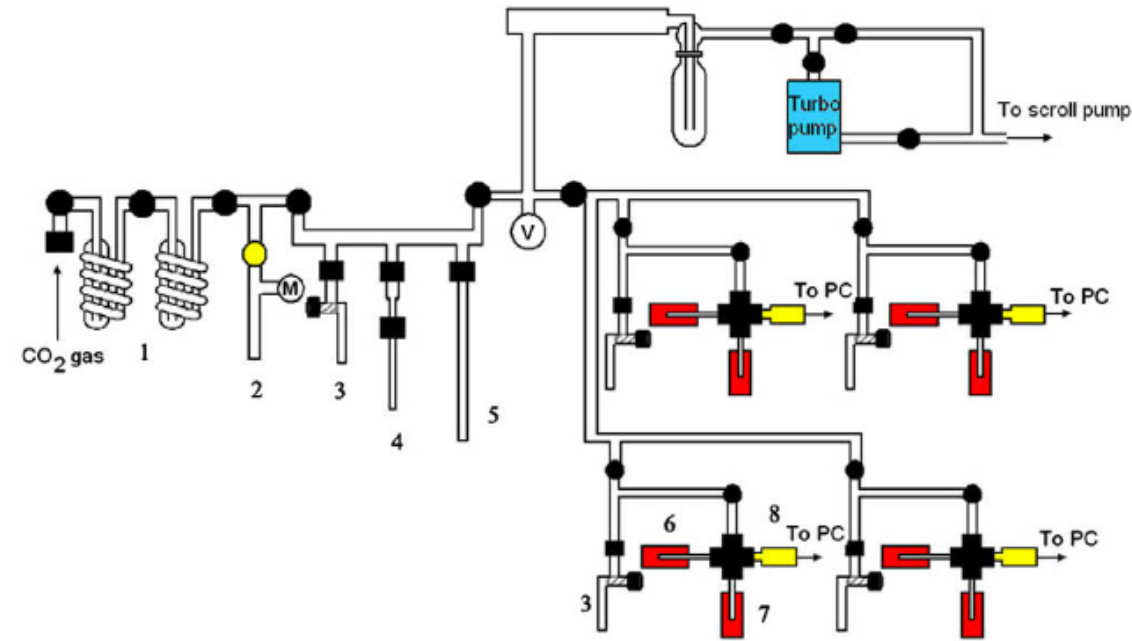 Turbo
pump
To scroll pump
V
M
CO2 gas
1
2
3
4
5
To PC
To PC
6
8
To PC
To PC
3
7